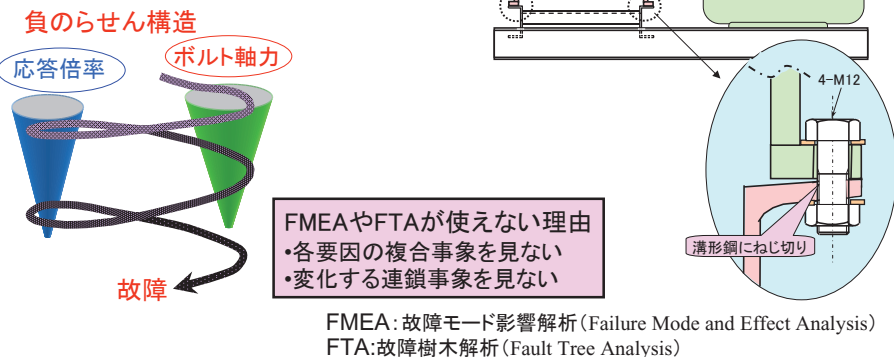 負のらせん構造
応答倍率
ボルト軸力
故障
4-M12
溝形鋼にねじ切り
FMEAやFTAが使えない理由
•各要因の複合事象を見ない
•変化する連鎖事象を見ない
FMEA：故障モード影響解析（Failure Mode and Effect Analysis）
FTA:故障樹木解析（Fault Tree Analysis）